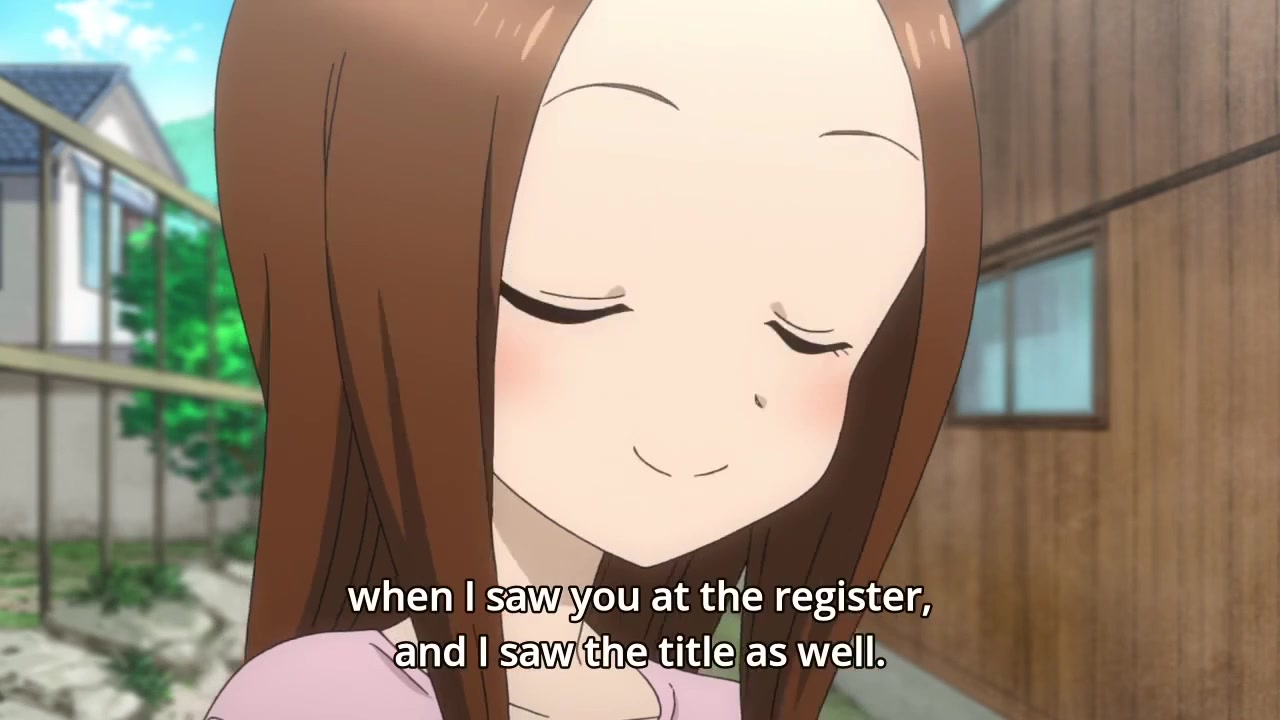 when I saw you at the register,
and I saw the title as well.